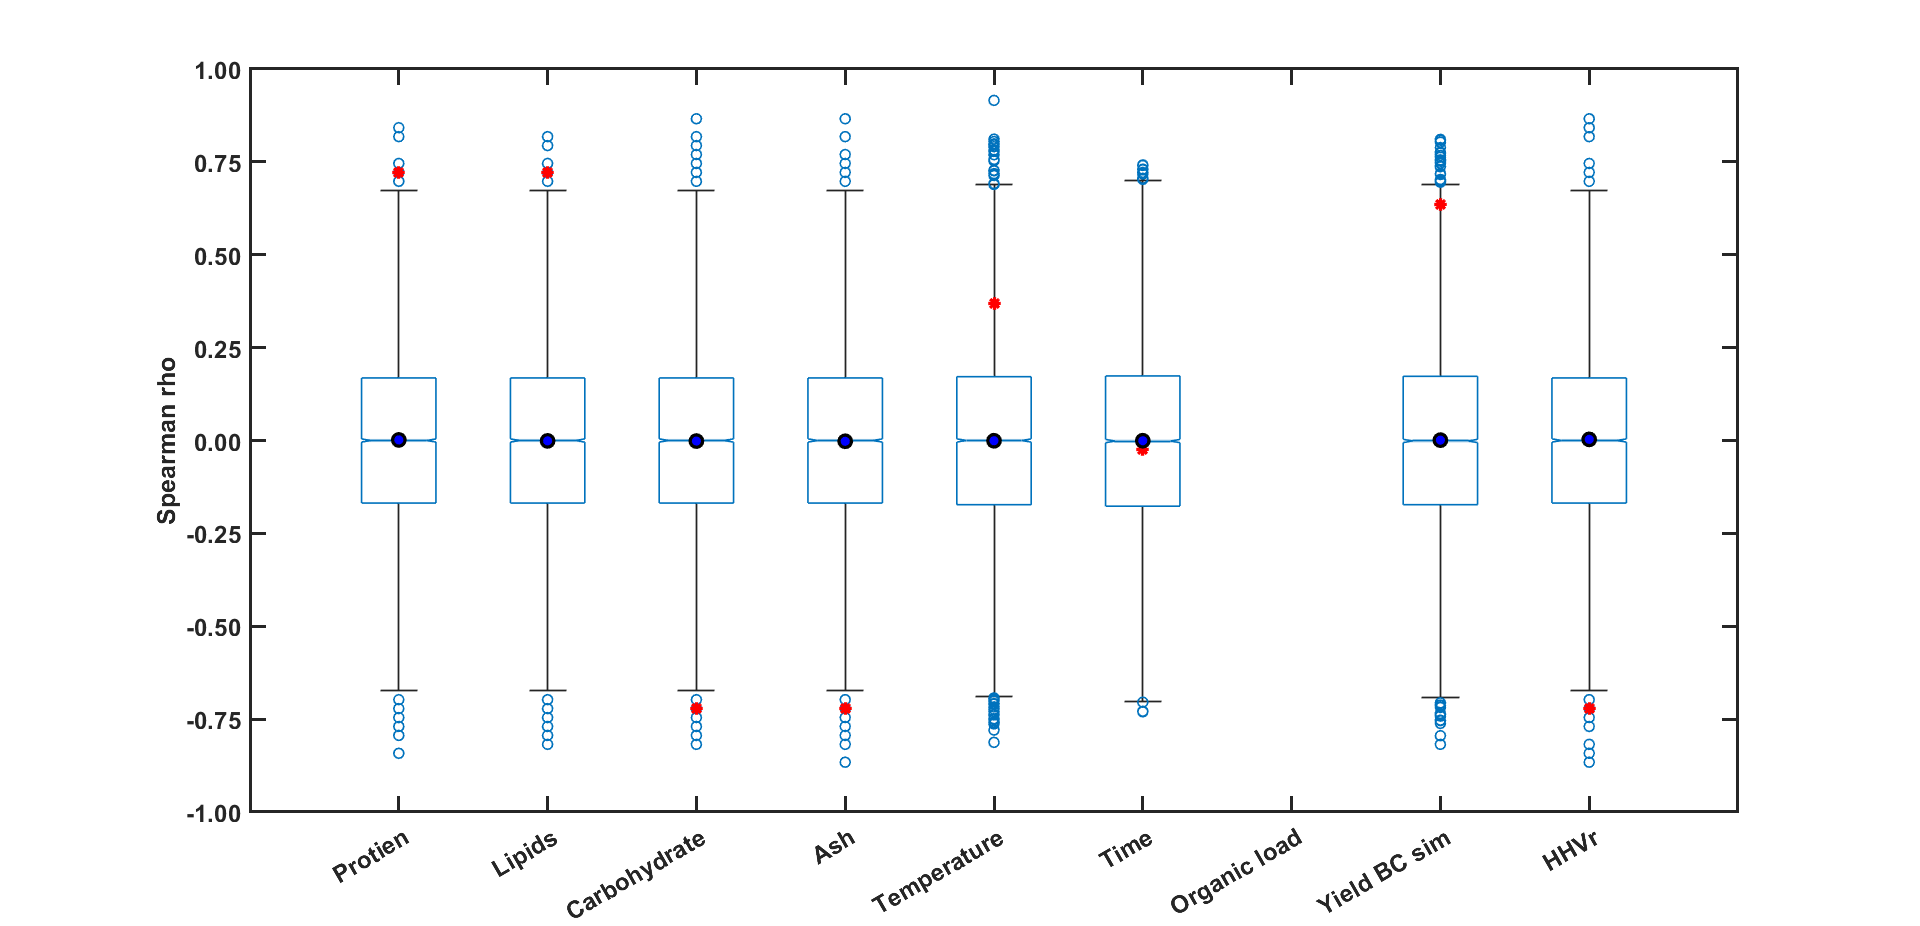 Spearman rho
1.00
0.75
0.50
0.25
0.00
-0.25
-0.50
-0.75
-1.00
Protien
Lipids
Carbohydrate
Ash
Temperature
Time
Organic load
Yield BC sim
HHVr